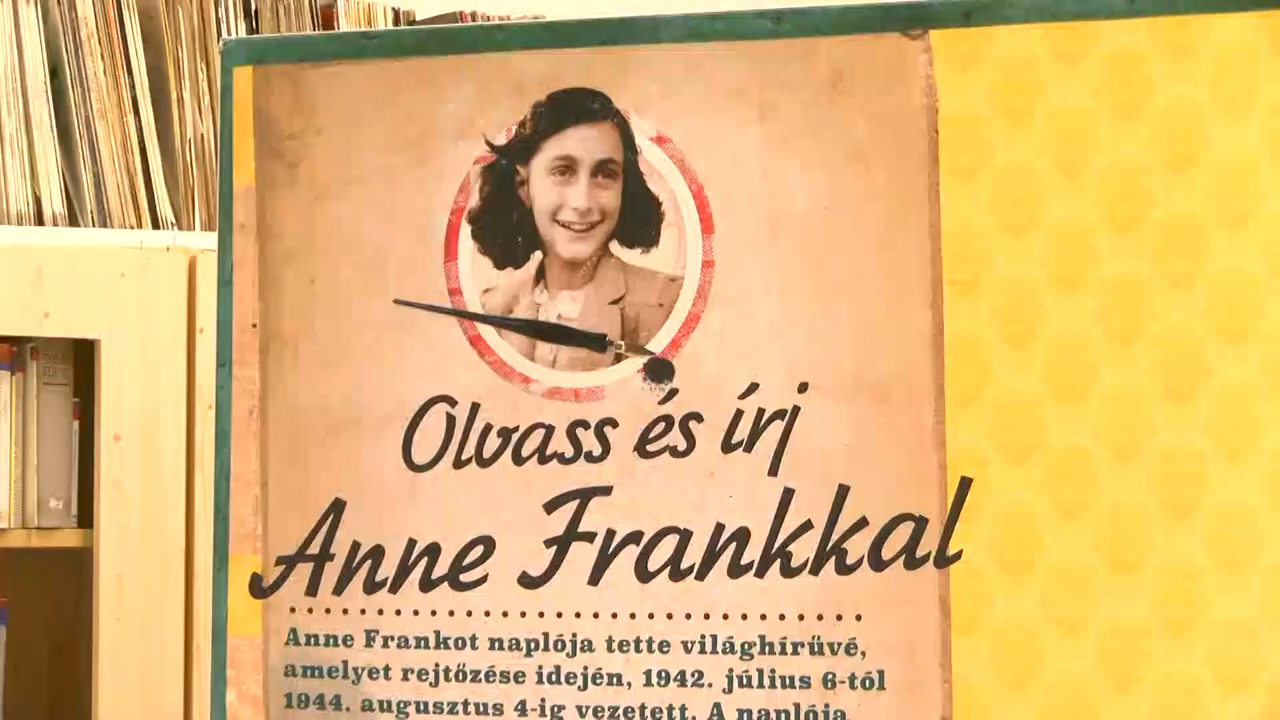 Olvass és írj
Anne Frankkal
Anne Frankot naplója tette világhírűvé,
amelyet rejtőzése idején, 1942. július 6-tól
1944. augusztus 4-ig vezetett. A naplója